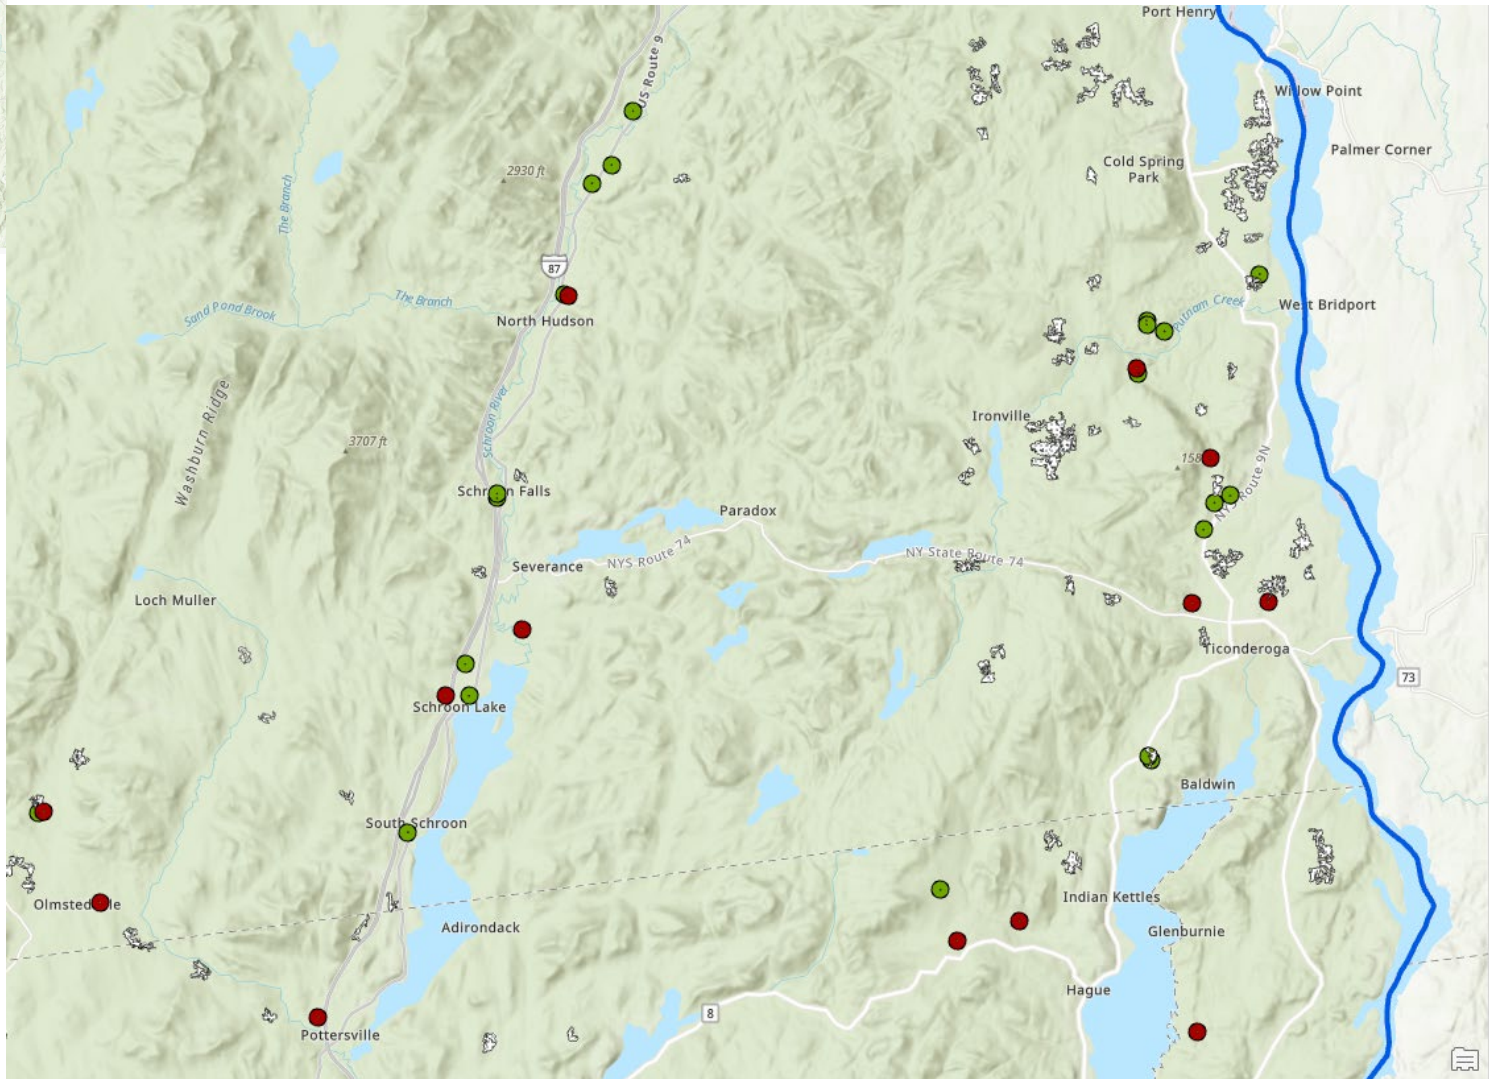 Port Henry
US Route 9
Willow Point
Palmer Corner
2930 ft
Cold Spring
Park
The Branch
87
The Branch
Sand Pond Brook
North Hudson
Putnam Creek
West Bridport
Washburn Ridge
Schroon River
Ironville
3707 ft
158
NYS Route 9N
Schroon Falls
Paradox
NYS Route 74
NY State Route 74
Severance
Loch Muller
Ticonderoga
73
Schroon Lake
Baldwin
South Schroon
Indian Kettles
Olmstedville
Adirondack
Glenburnie
Hague
8
Pottersville